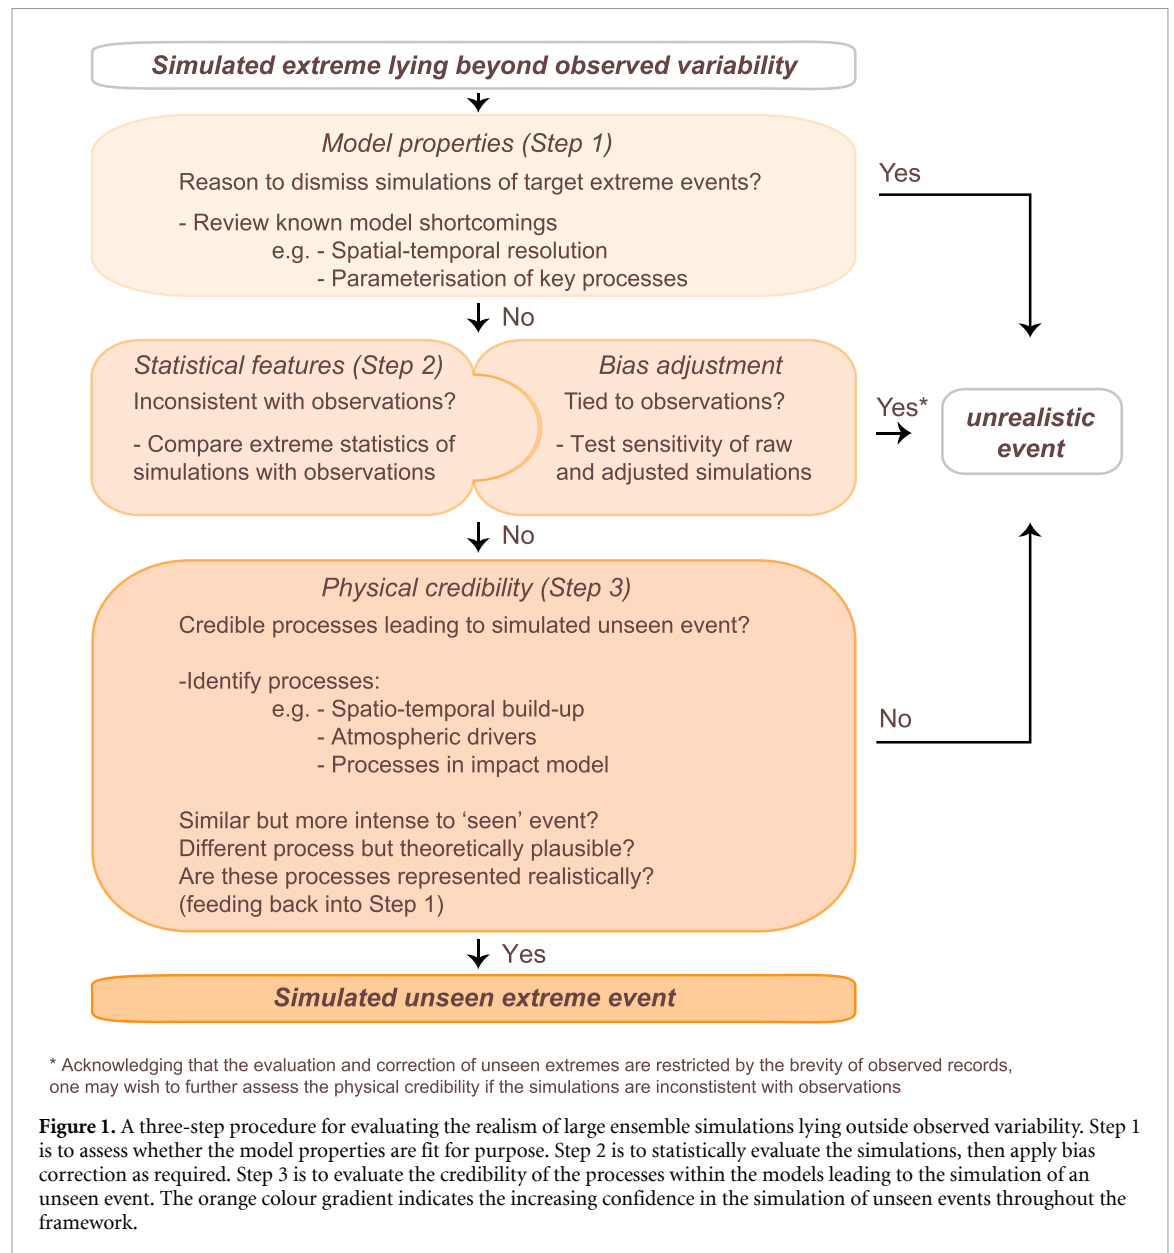 Simulated extreme lying beyond observed variability
Model properties (Step 1)
Reason to dismiss simulations of target extreme events?
- Review known model shortcomings
e.g. - Spatial-temporal resolution
- Parameterisation of key processes
Yes
No
Statistical features (Step 2)
Inconsistent with observations?
- Compare extreme statistics of
simulations with observations
Bias adjustment
Tied to observations?
- Test sensitivity of raw
and adjusted simulations
Yes*
unrealistic
event
No
Physical credibility (Step 3)
Credible processes leading to simulated unseen event?
-Identify processes:
e.g. - Spatio-temporal build-up
- Atmospheric drivers
- Processes in impact model
Similar but more intense to ‘seen’ event?
Different process but theoretically plausible?
Are these processes represented realistically?
(feeding back into Step 1)
No
Yes
Simulated unseen extreme event
* Acknowledging that the evaluation and correction of unseen extremes are restricted by the brevity of observed records,
one may wish to further assess the physical credibility if the simulations are inconstistent with observations
Figure 1. A three-step procedure for evaluating the realism of large ensemble simulations lying outside observed variability. Step 1
is to assess whether the model properties are fit for purpose. Step 2 is to statistically evaluate the simulations, then apply bias
correction as required. Step 3 is to evaluate the credibility of the processes within the models leading to the simulation of an
unseen event. The orange colour gradient indicates the increasing confidence in the simulation of unseen events throughout the
framework.